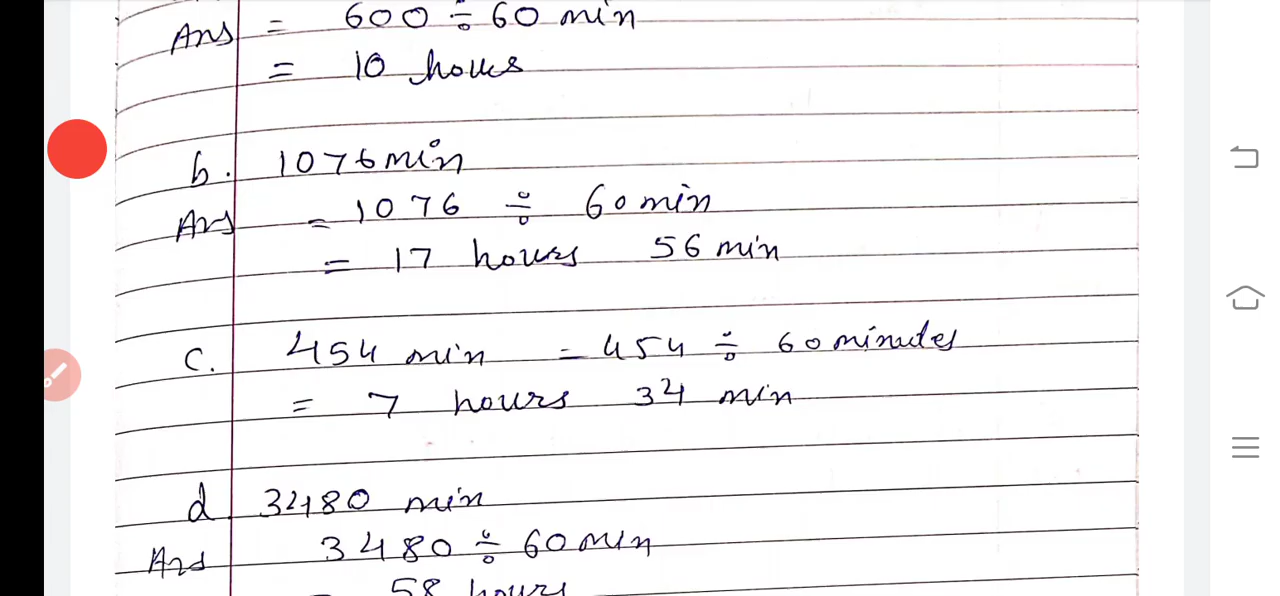 Ans = 600 ÷ 60 min
= 10 hours
b. 1076 min
Ans = 1076 ÷ 60 min
= 17 hours 56 min
c. 454 min = 454 ÷ 60 minutes
= 7 hours 34 min
d. 3480 min
Ans 3480 ÷ 60 min
= 58 hours